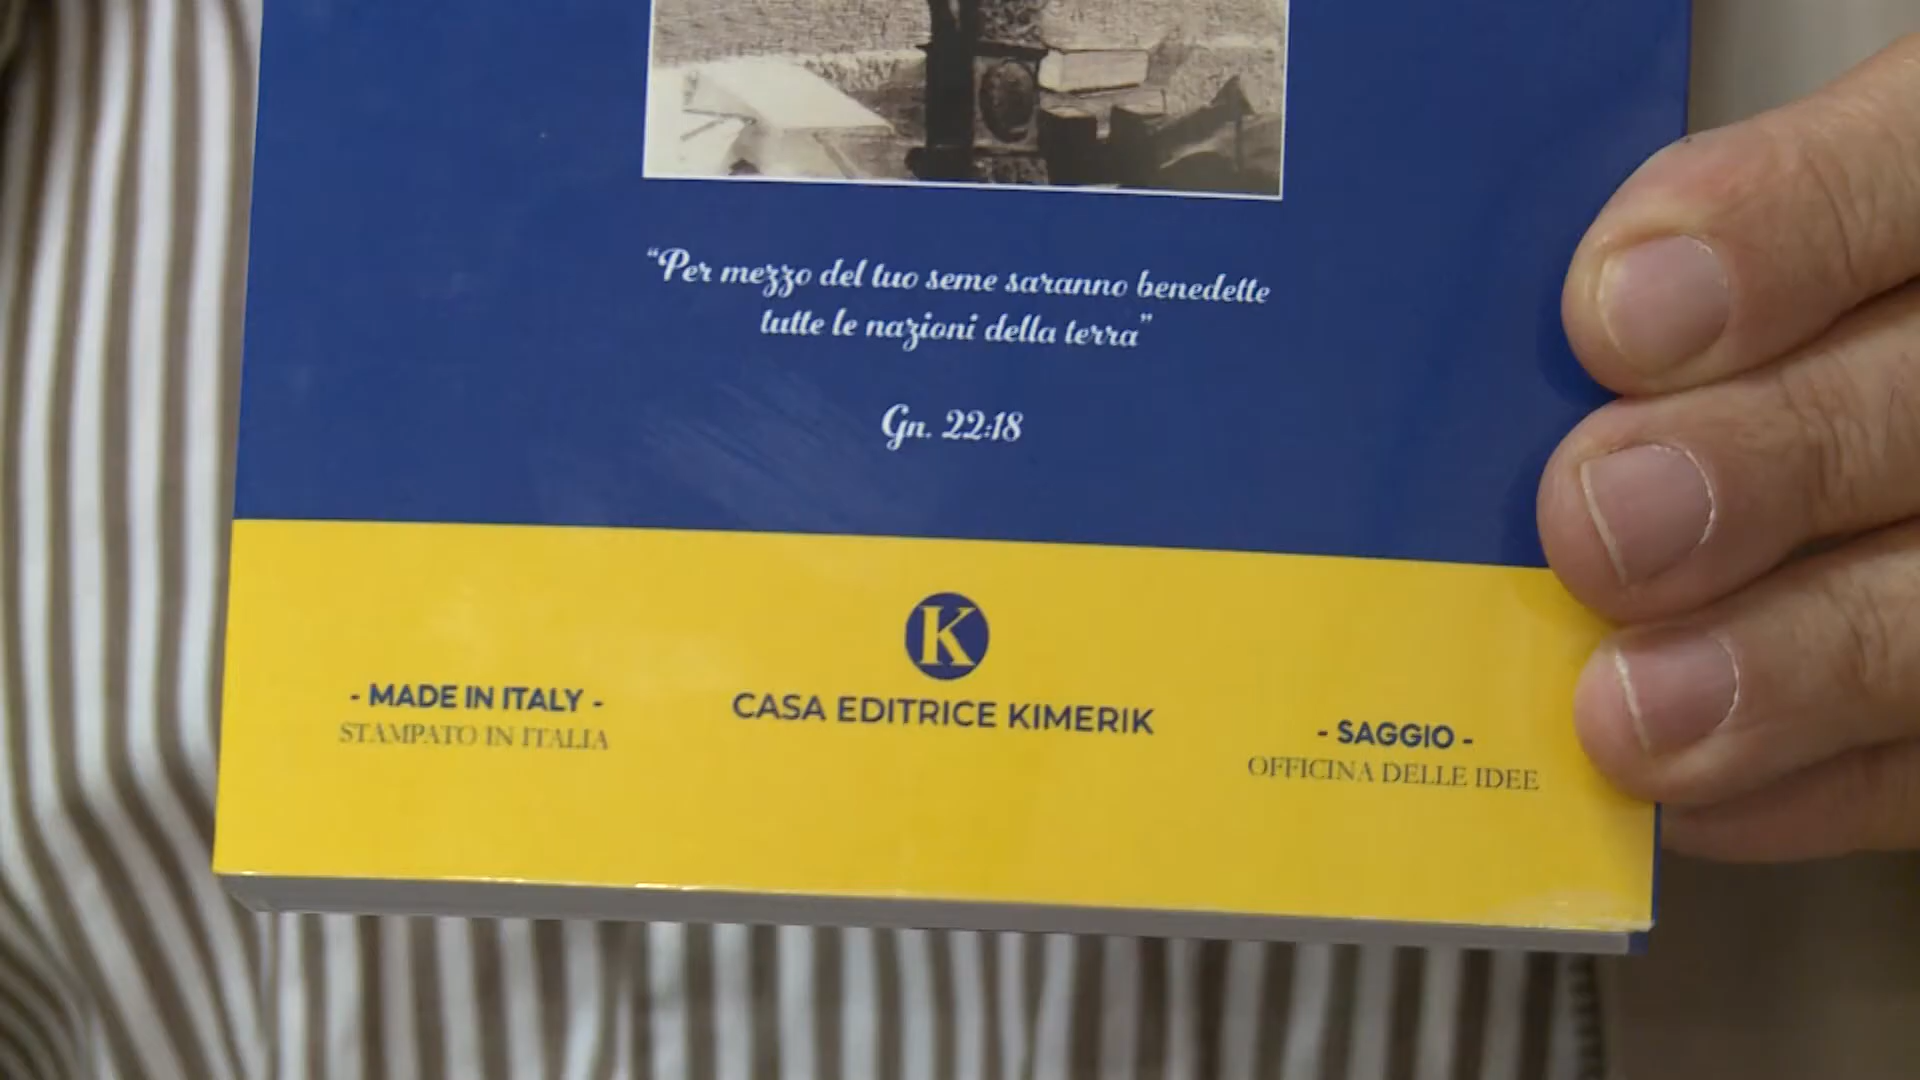 “Per mezzo del tuo seme saranno benedette
tutte le nazioni della terra”
Gn. 22:18
K
CASA EDITRICE KIMERIK
- MADE IN ITALY -
STAMPATO IN ITALIA
- SAGGIO -
OFFICINA DELLE IDEE